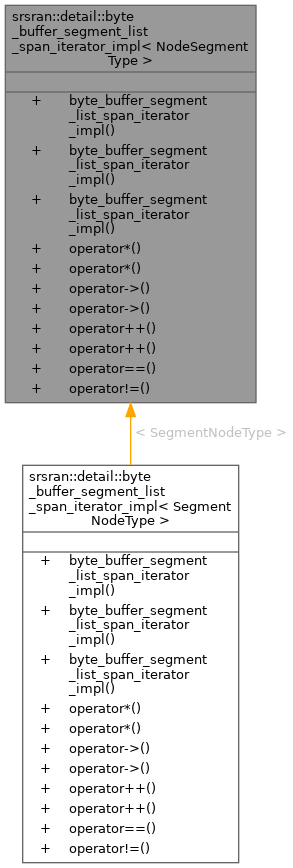 srsran::detail::byte
_buffer_segment_list
_span_iterator_impl< NodeSegment
Type >
+ byte_buffer_segment
_list_span_iterator
_impl()
+ byte_buffer_segment
_list_span_iterator
_impl()
+ byte_buffer_segment
_list_span_iterator
_impl()
+ operator*()
+ operator*()
+ operator->()
+ operator->()
+ operator++()
+ operator++()
+ operator==()
+ operator!=()
< SegmentNodeType >
srsran::detail::byte
_buffer_segment_list
_span_iterator_impl< Segment
NodeType >
+ byte_buffer_segment
_list_span_iterator
_impl()
+ byte_buffer_segment
_list_span_iterator
_impl()
+ byte_buffer_segment
_list_span_iterator
_impl()
+ operator*()
+ operator*()
+ operator->()
+ operator->()
+ operator++()
+ operator++()
+ operator==()
+ operator!=()